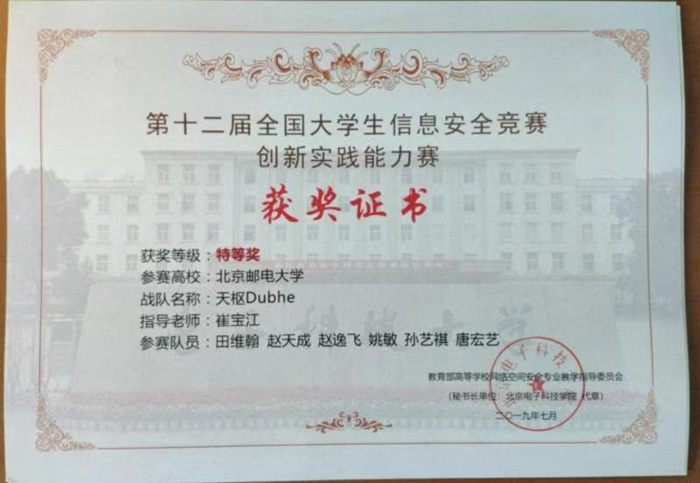 第十二届全国大学生信息安全竞赛
创新实践能力赛
获奖证书
获奖等级：特等奖
参赛高校：北京邮电大学
战队名称：天枢Dubhe
指导老师：崔宝江
参赛队员：田维翰 赵天成 赵逸飞 姚敏 孙艺祺 唐宏艺
教育部高等学校网络空间安全专业教学指导委员会
（秘书长单位：北京电子科技学院 代章）
二〇一九年七月